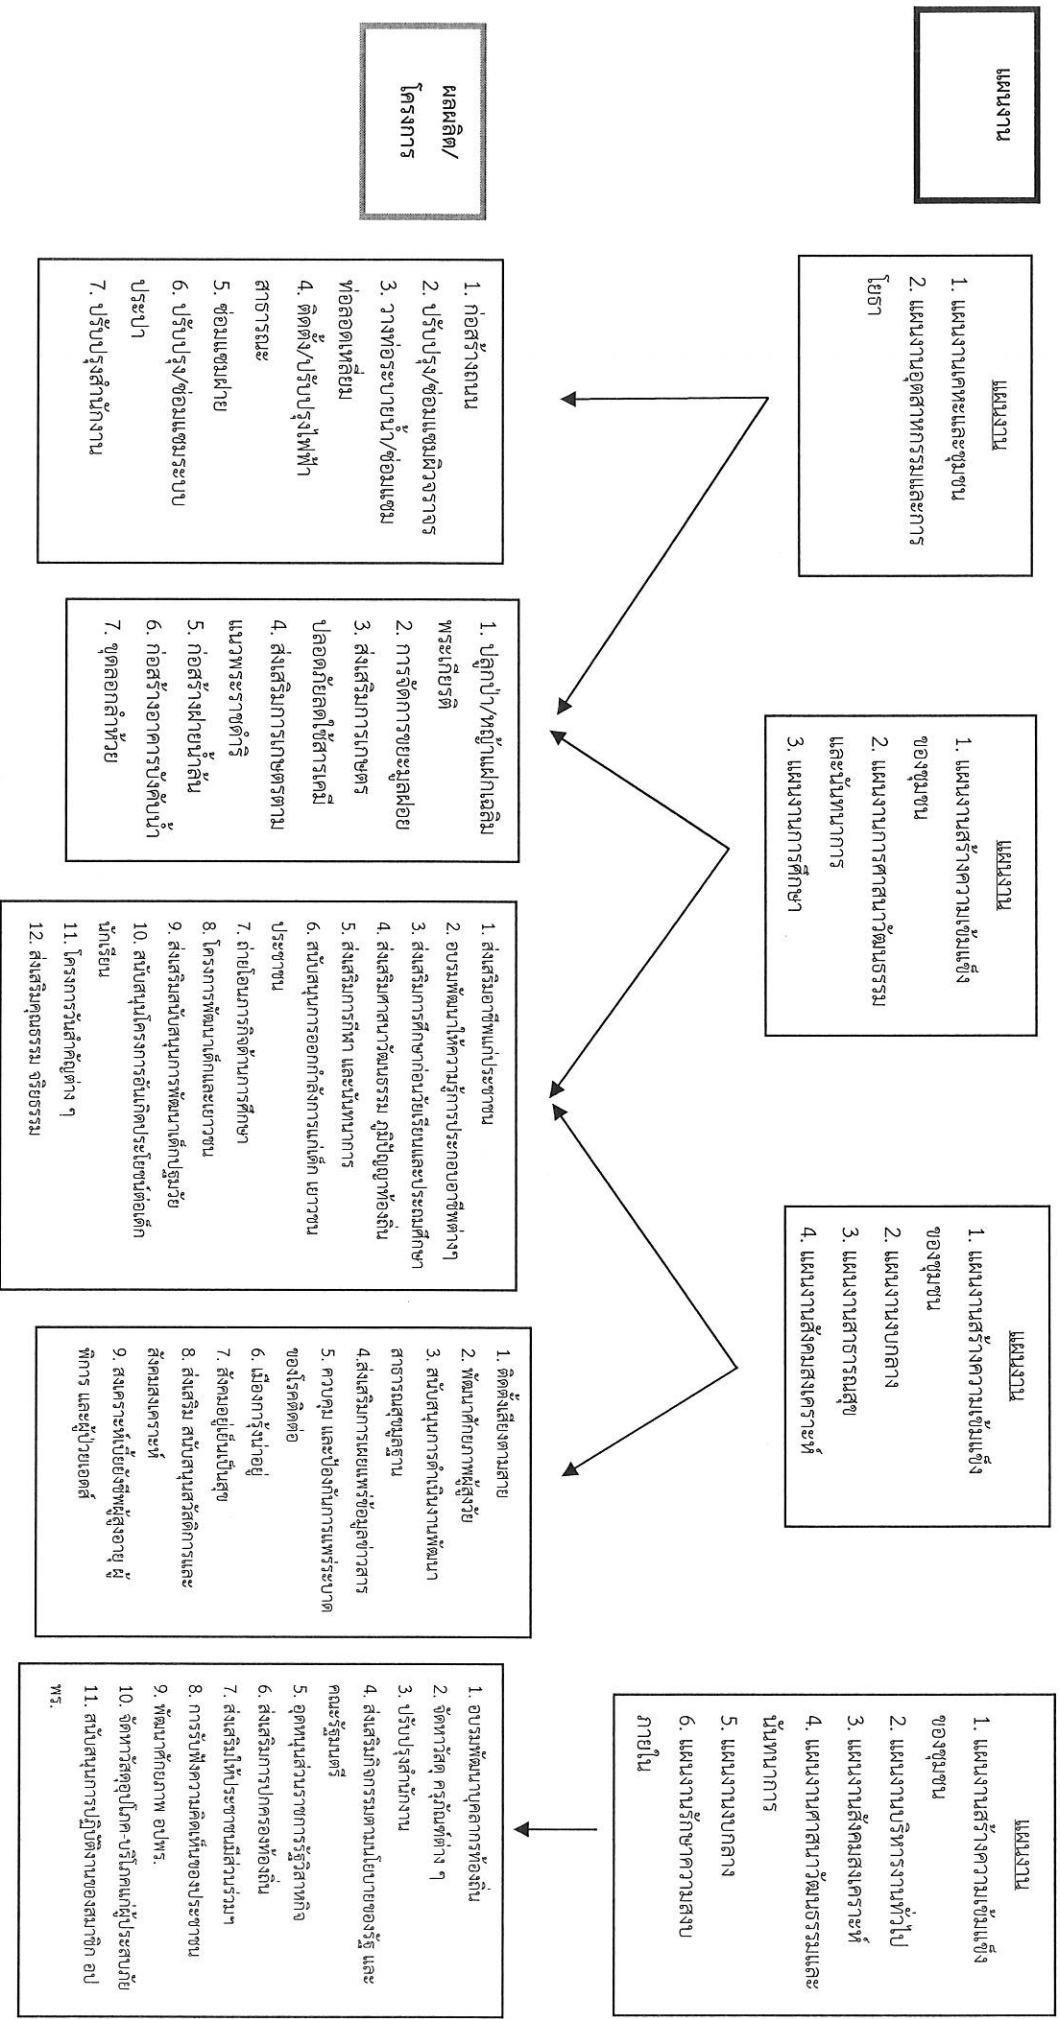 แผนงาน
แผนงาน
1. แผนงานเคหะและชุมชน
2. แผนงานอุตสาหกรรมและการ
โยธา
แผนงาน
1. แผนงานสร้างความเข้มแข็ง
ของชุมชน
2. แผนงานการศาสนาวัฒนธรรม
และนันทนาการ
3. แผนงานการศึกษา
แผนงาน
1. แผนงานสร้างความเข้มแข็ง
ของชุมชน
2. แผนงานงบกลาง
3. แผนงานสาธารณสุข
4. แผนงานสังคมสงเคราะห์
แผนงาน
1. แผนงานสร้างความเข้มแข็ง
ของชุมชน
2. แผนงานบริหารงานทั่วไป
3. แผนงานสังคมสงเคราะห์
4. แผนงานศาสนาวัฒนธรรมและ
นันทนาการ
5. แผนงานงบกลาง
6. แผนงานรักษาความสงบ
ภายใน
ผลผลิต/
โครงการ
1. ก่อสร้างถนน
2. ปรับปรุง/ซ่อมแซมผิวจราจร
3. วางท่อระบายน้ำ/ซ่อมแซม
ท่อลอดเหลี่ยม
4. ติดตั้ง/ปรับปรุงไฟฟ้า
สาธารณะ
5. ซ่อมแซมฝาย
6. ปรับปรุง/ซ่อมแซมระบบ
ประปา
7. ปรับปรุงสำนักงาน
1. ปลูกป่า/หญ้าแฝกเฉลิม
พระเกียรติ
2. การจัดการขยะมูลฝอย
3. ส่งเสริมการเกษตร
ปลอดภัยลดใช้สารเคมี
4. ส่งเสริมการเกษตรตาม
แนวพระราชดำริ
5. ก่อสร้างฝายน้ำล้น
6. ก่อสร้างอาคารบังคับน้ำ
7. ขุดลอกลำห้วย
1. ส่งเสริมอาชีพแก่ประชาชน
2. อบรมพัฒนาให้ความรู้การประกอบอาชีพต่างๆ
3. ส่งเสริมการศึกษาก่อนวัยเรียนและประถมศึกษา
4. ส่งเสริมศาสนาวัฒนธรรม ภูมิปัญญาท้องถิ่น
5. ส่งเสริมการกีฬา และนันทนาการ
6. สนับสนุนการออกกำลังการแก่เด็ก เยาวชน
ประชาชน
7. ถ่ายโอนภารกิจด้านการศึกษา
8. โครงการพัฒนาเด็กและเยาวชน
9. ส่งเสริมสนับสนุนการพัฒนาเด็กปฐมวัย
10. สนับสนุนโครงการอันเกิดประโยชน์ต่อเด็ก
นักเรียน
11. โครงการวันสำคัญต่าง ๆ
12. ส่งเสริมคุณธรรม จริยธรรม
1. ติดตั้งเสียงตามสาย
2. พัฒนาศักยภาพผู้สูงวัย
3. สนับสนุนการดำเนินงานพัฒนา
สาธารณสุขมูลฐาน
4.ส่งเสริมการเผยแพร่ข้อมูลข่าวสาร
5. ควบคุม และป้องกันการแพร่ระบาด
ของโรคติดต่อ
6. เมืองการุ้งน่าอยู่
7. สังคมอยู่เย็นเป็นสุข
8. ส่งเสริม สนับสนุนสวัสดิการและ
สังคมสงเคราะห์
9. สงเคราะห์เบี้ยยังชีพผู้สูงอายุ ผู้
พิการ และผู้ป่วยเอดส์
1. อบรมพัฒนาบุคลากรท้องถิ่น
2. จัดหาวัสดุ ครุภัณฑ์ต่าง ๆ
3. ปรับปรุงสำนักงาน
4. ส่งเสริมกิจกรรมตามนโยบายของรัฐ และ
คณะรัฐมนตรี
5. อุดหนุนส่วนราชการรัฐวิสาหกิจ
6. ส่งเสริมการปกครองท้องถิ่น
7. ส่งเสริมให้ประชาชนมีส่วนร่วมฯ
8. การรับฟังความคิดเห็นของประชาชน
9. พัฒนาศักยภาพ อปพร.
10. จัดหาวัสดุอุปโภค-บริโภคแก่ผู้ประสบภัย
11. สนับสนุนการปฏิบัติงานของสมาชิก อป
พร.